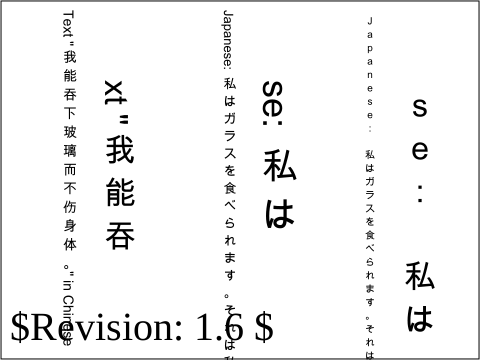 Text "我能吞下玻璃而不伤身体。" in Chinese
xt "我能吞
Japanese: 私はガラスを食べられます。それは
se: 私は
Japanese: 私はガラスを食べられます。それは
se: 私は
$Revision: 1.6 $